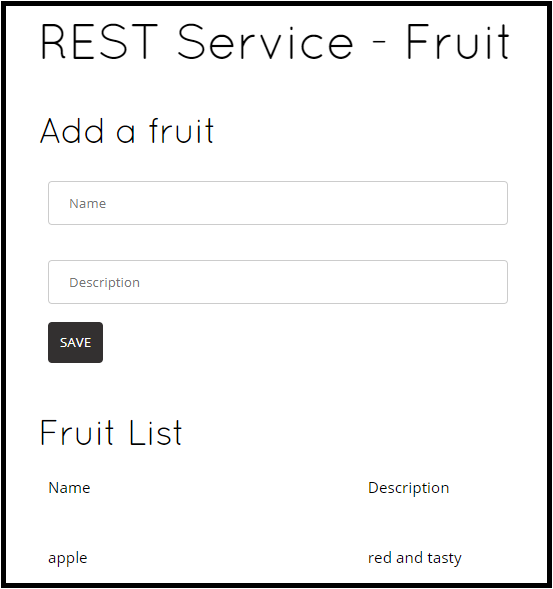 REST Service - Fruit
Add a fruit
Name
Description
SAVE
Fruit List
Name Description
apple red and tasty